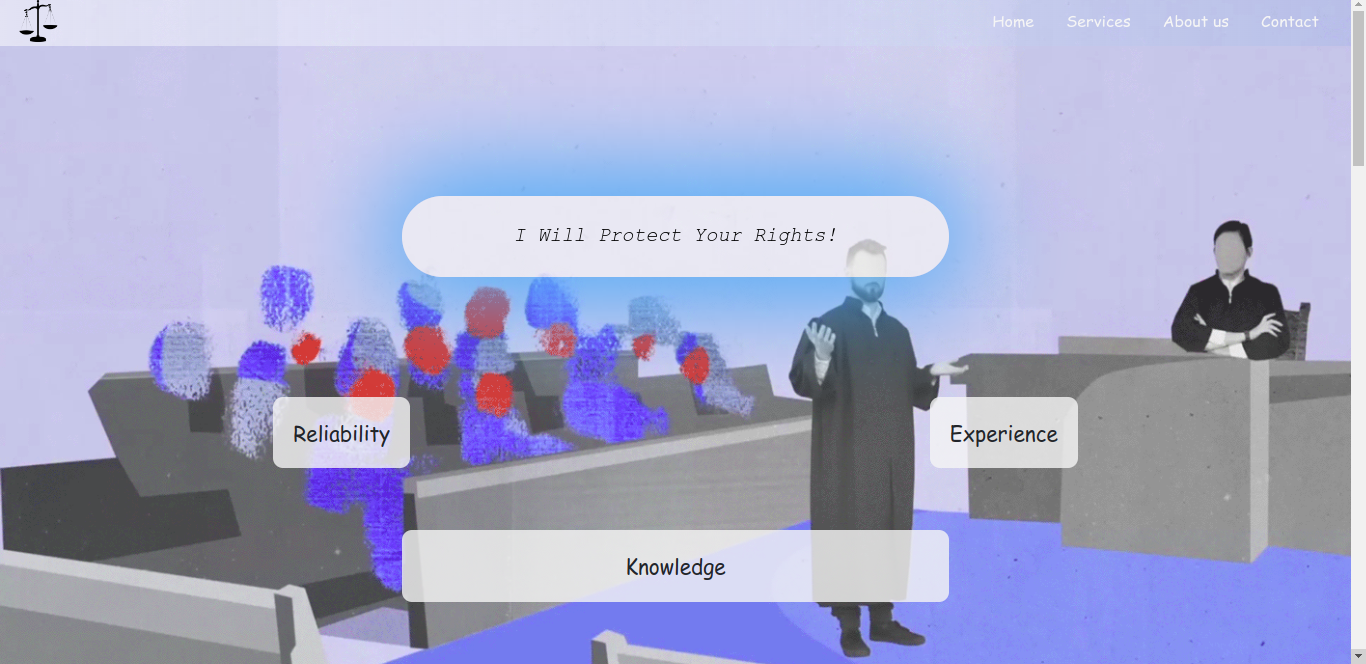 Home Services About us Contact
I Will Protect Your Rights!
Reliability
Experience
Knowledge